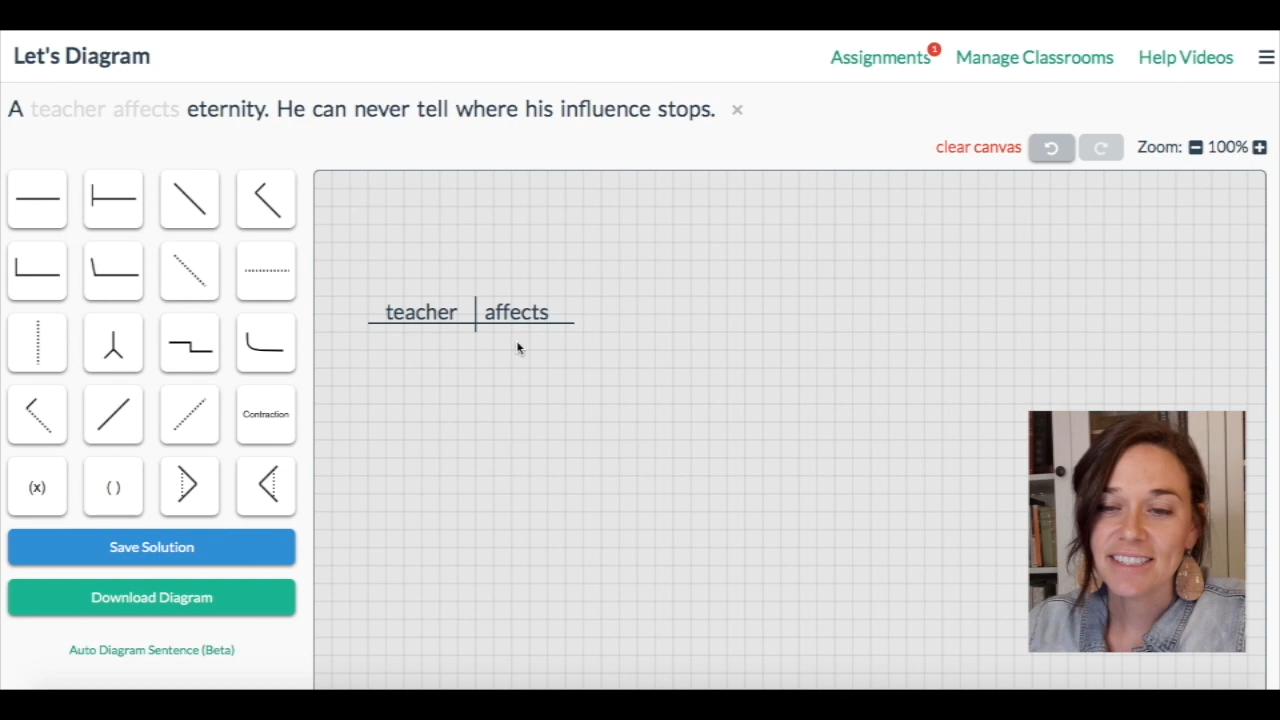 Let's Diagram
Assignments 1 Manage Classrooms Help Videos
A teacher affects eternity. He can never tell where his influence stops. ×
clear canvas Zoom: 100%
teacher affects
Contraction
(x) ( )
Save Solution
Download Diagram
Auto Diagram Sentence (Beta)